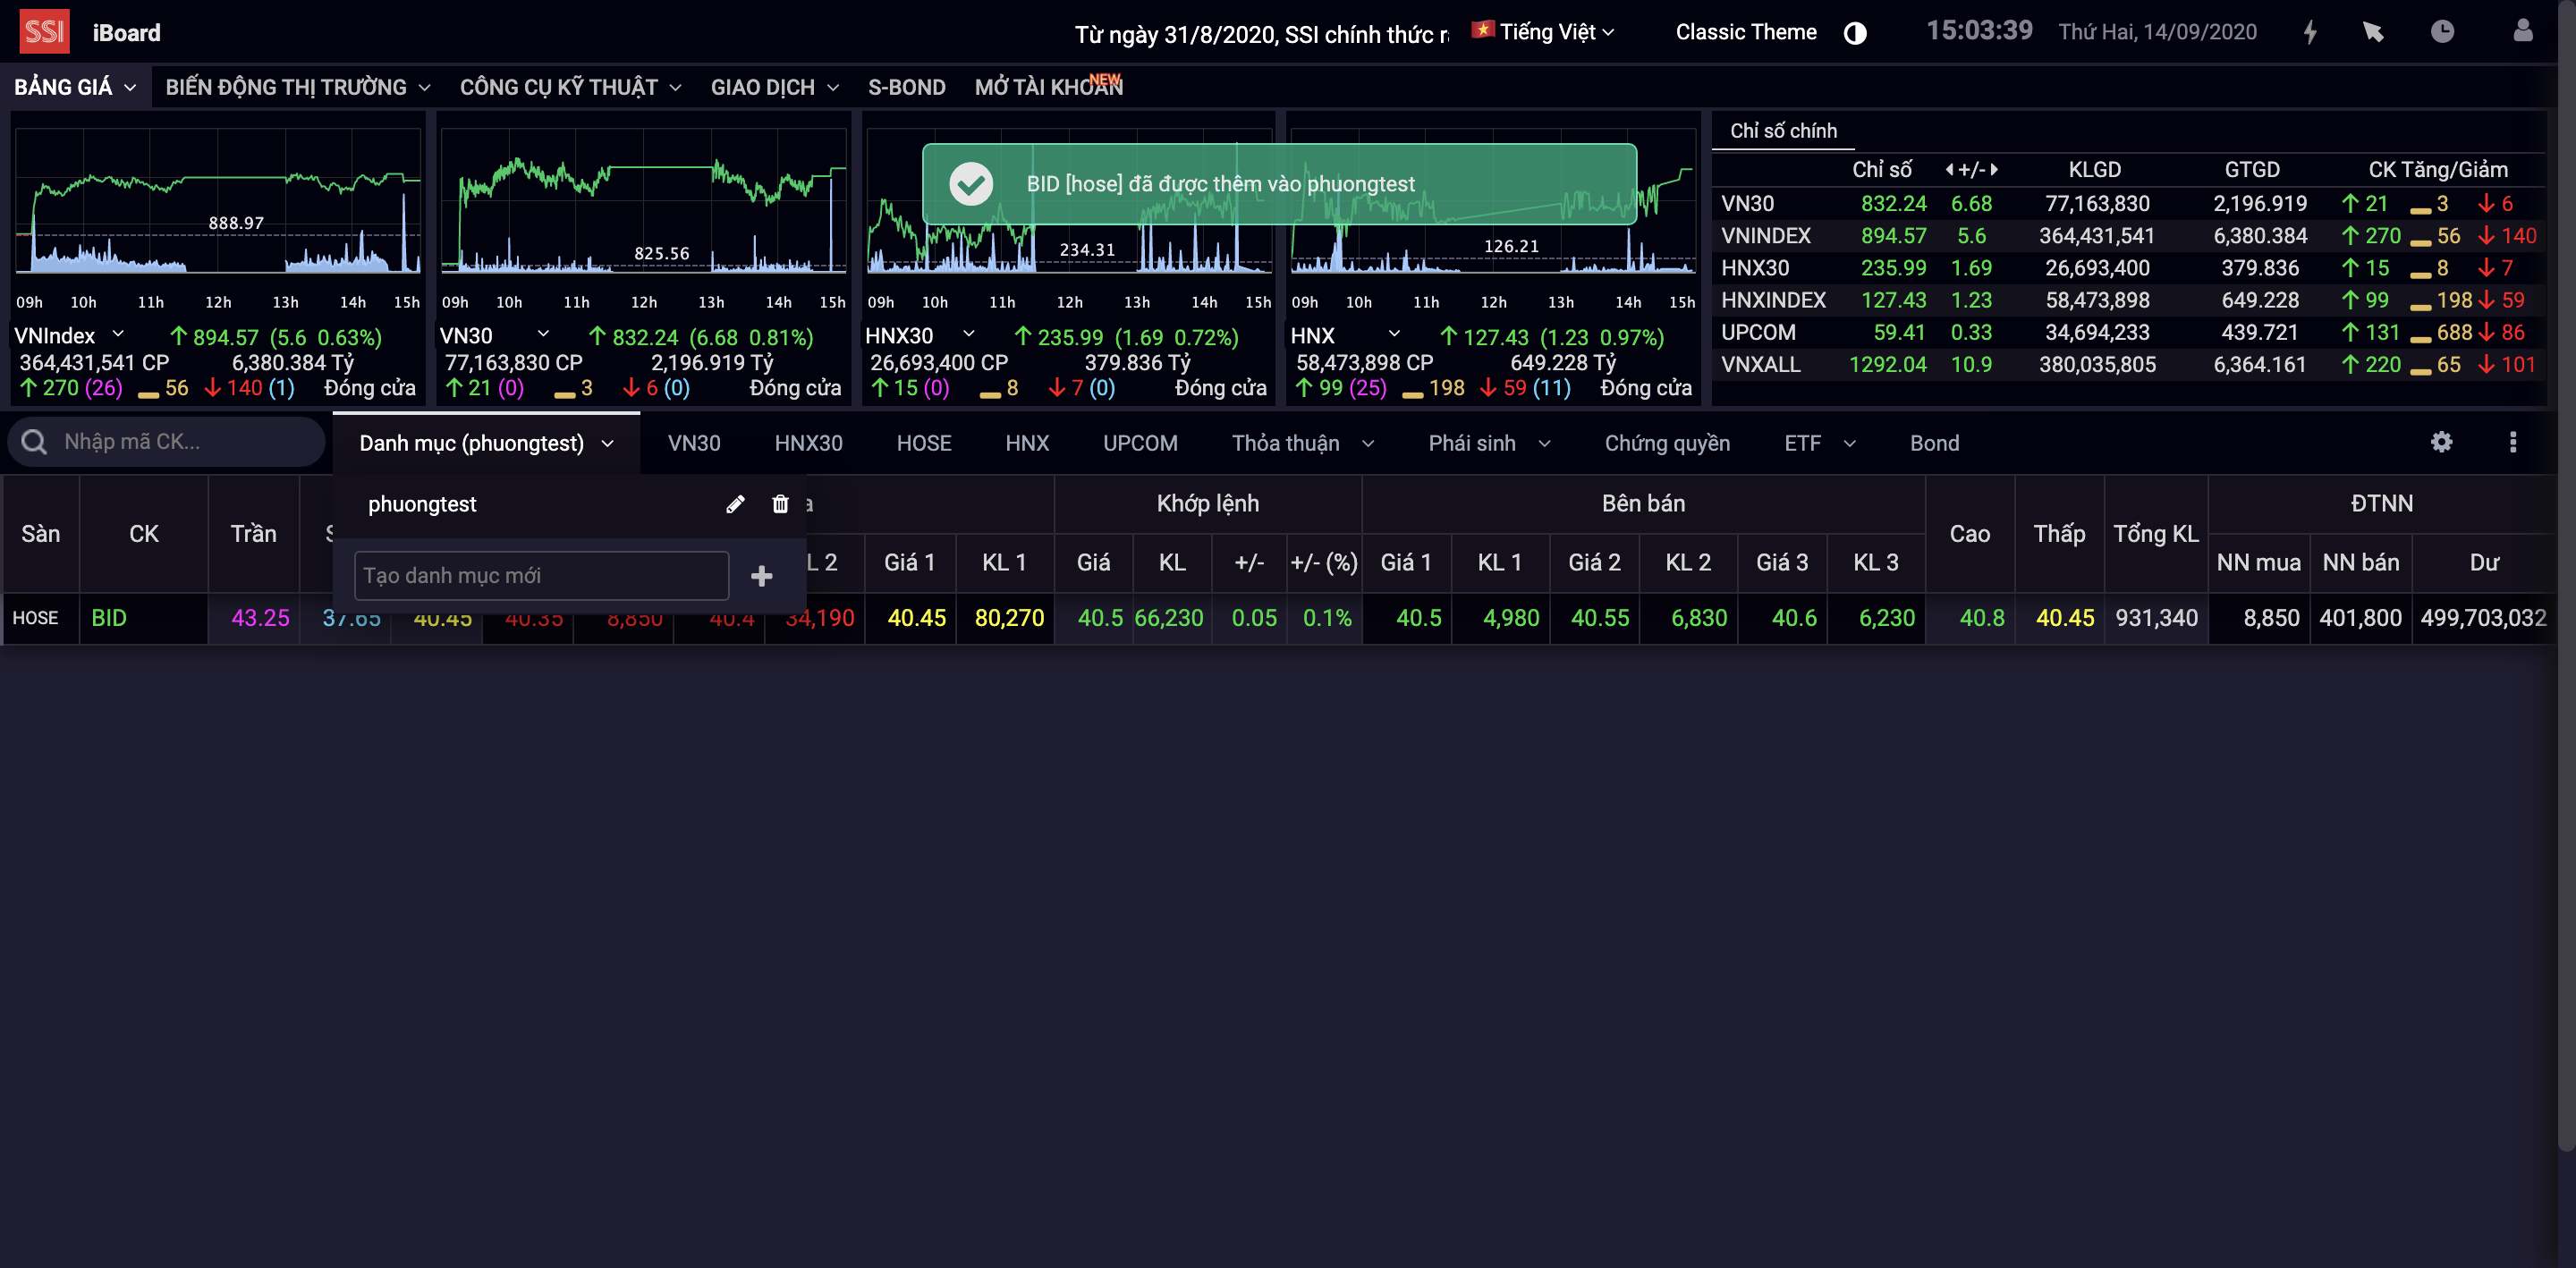 SSI iBoard Từ ngày 31/8/2020, SSI chính thức Tiếng Việt Classic Theme 15:03:39 Thứ Hai, 14/09/2020
BẢNG GIÁ BIẾN ĐỘNG THỊ TRƯỜNG CÔNG CỤ KỸ THUẬT GIAO DỊCH S-BOND MỞ TÀI KHOẢN NEW
888.97
09h 10h 11h 12h 13h 14h 15h
VNIndex 894.57 (5.6 0.63%)
364,431,541 CP 6,380.384 Tỷ
270 (26) 56 140 (1) Đóng cửa
825.56
09h 10h 11h 12h 13h 14h 15h
VN30 832.24 (6.68 0.81%)
77,163,830 CP 2,196.919 Tỷ
21 (0) 3 6 (0) Đóng cửa
234.31
09h 10h 11h 12h 13h 14h 15h
HNX30 235.99 (1.69 0.72%)
26,693,400 CP 379.836 Tỷ
15 (0) 8 7 (0) Đóng cửa
126.21
09h 10h 11h 12h 13h 14h 15h
HNX 127.43 (1.23 0.97%)
58,473,898 CP 649.228 Tỷ
99 (25) 198 59 (11) Đóng cửa
BID [hose] đã được thêm vào phuongtest
Chỉ số chính
Chỉ số +/- KLGD GTGD CK Tăng/Giảm
VN30 832.24 6.68 77,163,830 2,196.919 21 3 6
VNINDEX 894.57 5.6 364,431,541 6,380.384 270 56 140
HNX30 235.99 1.69 26,693,400 379.836 15 8 7
HNXINDEX 127.43 1.23 58,473,898 649.228 99 198 59
UPCOM 59.41 0.33 34,694,233 439.721 131 688 86
VNXALL 1292.04 10.9 380,035,805 6,364.161 220 65 101
Nhập mã CK... Danh mục (phuongtest) VN30 HNX30 HOSE HNX UPCOM Thỏa thuận Phái sinh Chứng quyền ETF Bond
phuongtest
Tạo danh mục mới
Sàn CK Trần Khớp lệnh Bên bán Cao Thấp Tổng KL ĐTNN
L 2 Giá 1 KL 1 Giá KL +/- +/- (%) Giá 1 KL 1 Giá 2 KL 2 Giá 3 KL 3 NN mua NN bán Dư
HOSE BID 43.25 37.65 40.45 40.35 8,850 40.4 34,190 40.45 80,270 40.5 66,230 0.05 0.1% 40.5 4,980 40.55 6,830 40.6 6,230 40.8 40.45 931,340 8,850 401,800 499,703,032